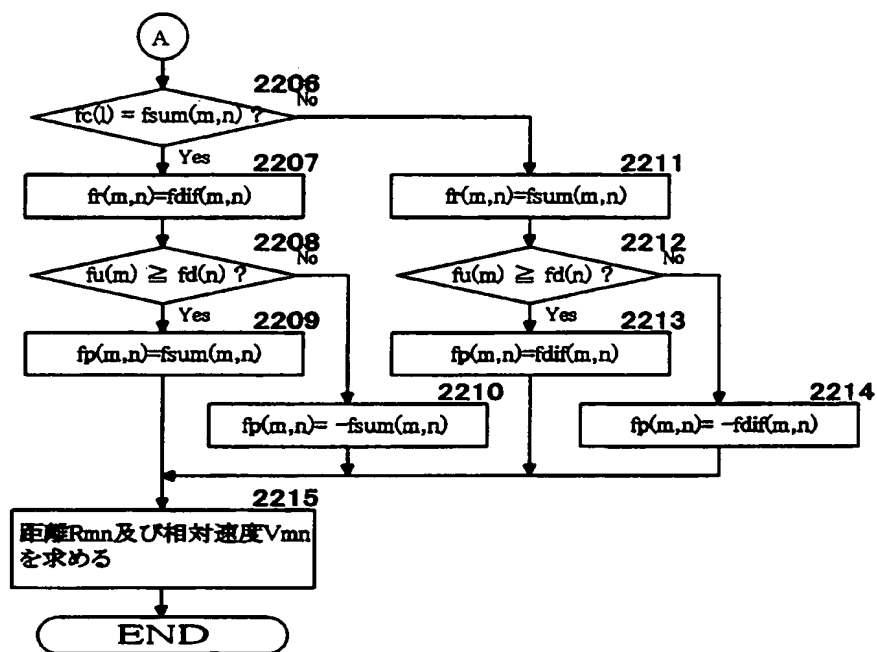 A
2206
fc(l) = fsum(m,n) ?
No
Yes
2207
fr(m,n)=fdif(m,n)
2211
fr(m,n)=fsum(m,n)
2208
fu(m) ≧ fd(n) ?
No
Yes
2212
fu(m) ≧ fd(n) ?
No
Yes
2209
fp(m,n)=fsum(m,n)
2213
fp(m,n)=fdif(m,n)
2210
fp(m,n)= -fsum(m,n)
2214
fp(m,n)= -fdif(m,n)
2215
距離Rmn及び相対速度Vmn
を求める
END